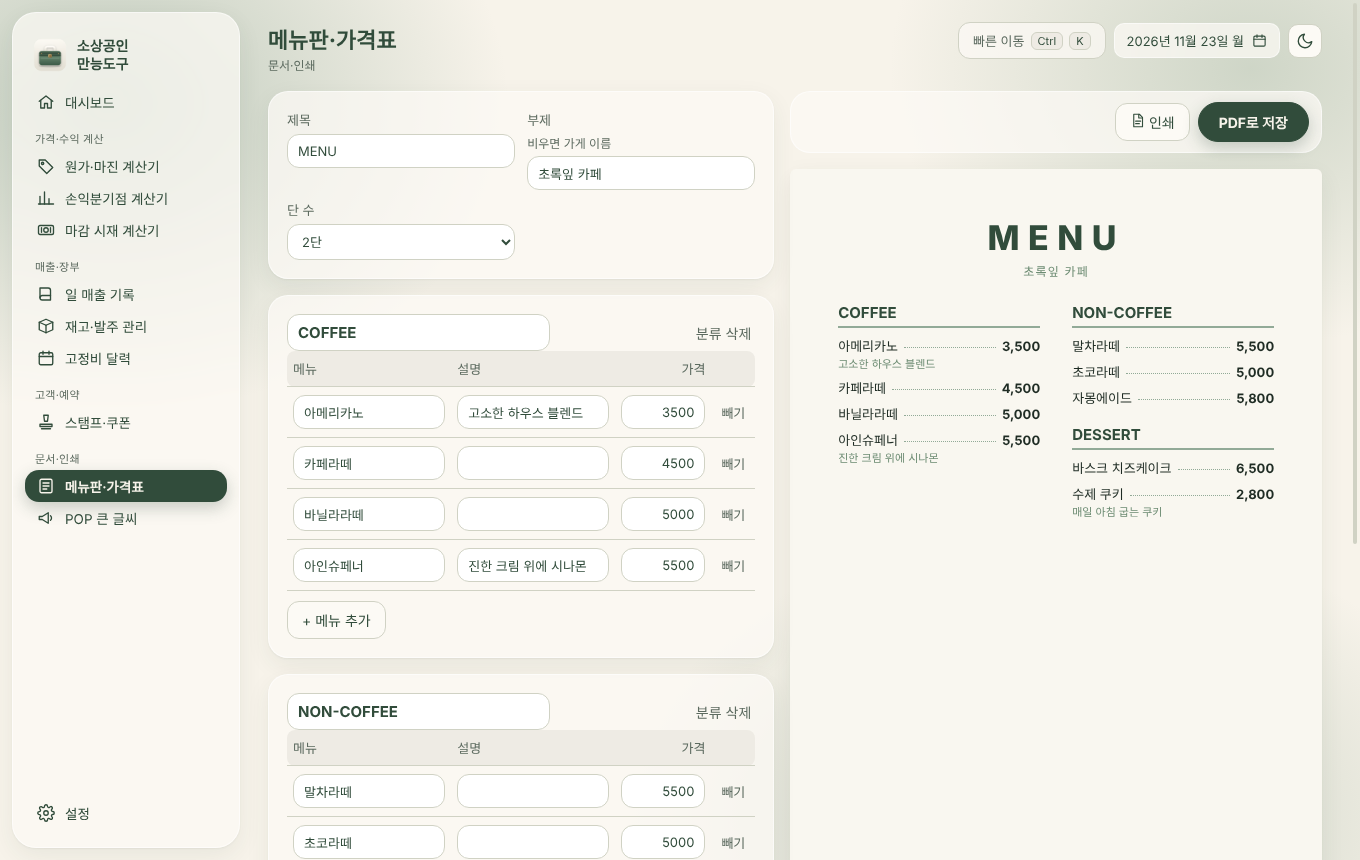 소상공인
만능도구
대시보드
가격·수익 계산
원가·마진 계산기
손익분기점 계산기
마감 시재 계산기
매출·장부
일 매출 기록
재고·발주 관리
고정비 달력
고객·예약
스탬프·쿠폰
문서·인쇄
메뉴판·가격표
POP 큰 글씨
설정
메뉴판·가격표
문서·인쇄
빠른 이동 Ctrl K
2026년 11월 23일 월
제목
MENU
부제
비우면 가게 이름
초록잎 카페
단 수
2단
COFFEE
분류 삭제
메뉴 설명 가격
아메리카노 고소한 하우스 블렌드 3500 빼기
카페라떼 4500 빼기
바닐라라떼 5000 빼기
아인슈페너 진한 크림 위에 시나몬 5500 빼기
+ 메뉴 추가
NON-COFFEE
분류 삭제
메뉴 설명 가격
말차라떼 5500 빼기
초코라떼 5000 빼기
인쇄
PDF로 저장
MENU
초록잎 카페
COFFEE
아메리카노 3,500
고소한 하우스 블렌드
카페라떼 4,500
바닐라라떼 5,000
아인슈페너 5,500
진한 크림 위에 시나몬
NON-COFFEE
말차라떼 5,500
초코라떼 5,000
자몽에이드 5,800
DESSERT
바스크 치즈케이크 6,500
수제 쿠키 2,800
매일 아침 굽는 쿠키